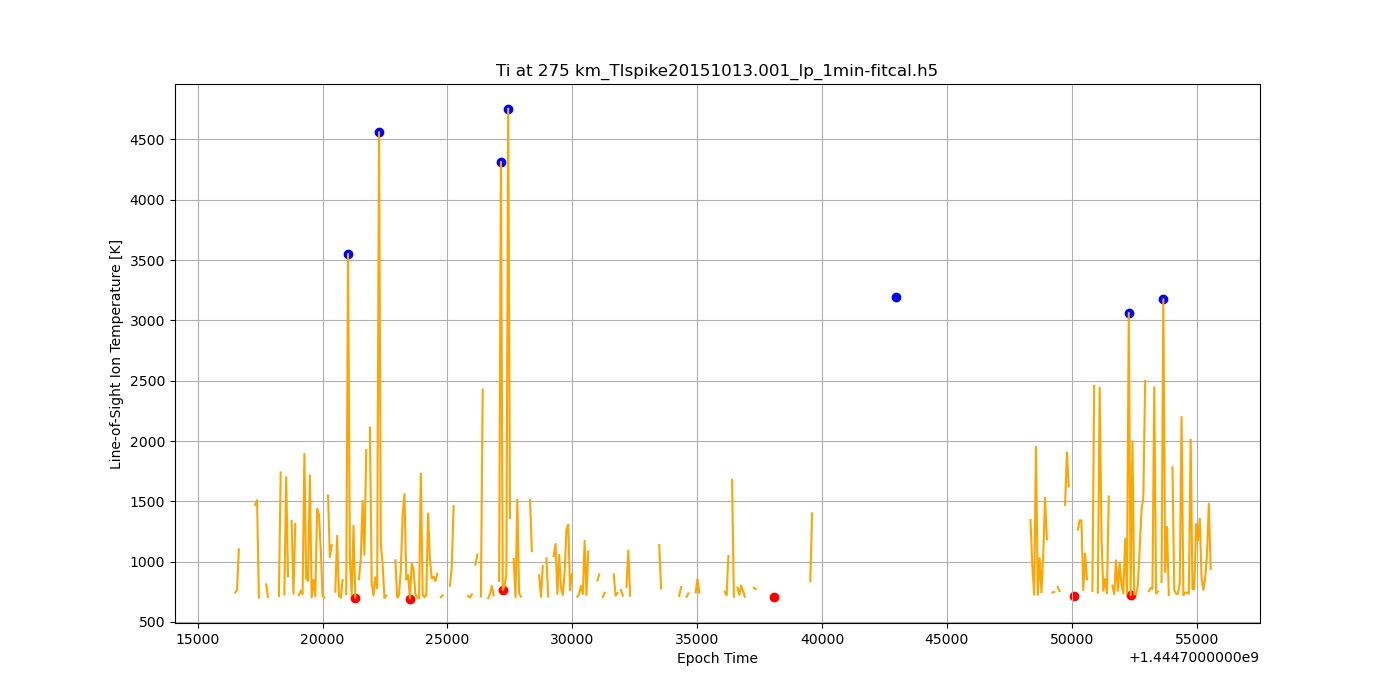 Ti at 275 km_TIspike20151013.001_lp_1min-fitcal.h5
Line-of-Sight Ion Temperature [K]
4500
4000
3500
3000
2500
2000
1500
1000
500
15000 20000 25000 30000 35000 40000 45000 50000 55000
Epoch Time
+1.4447000000e9